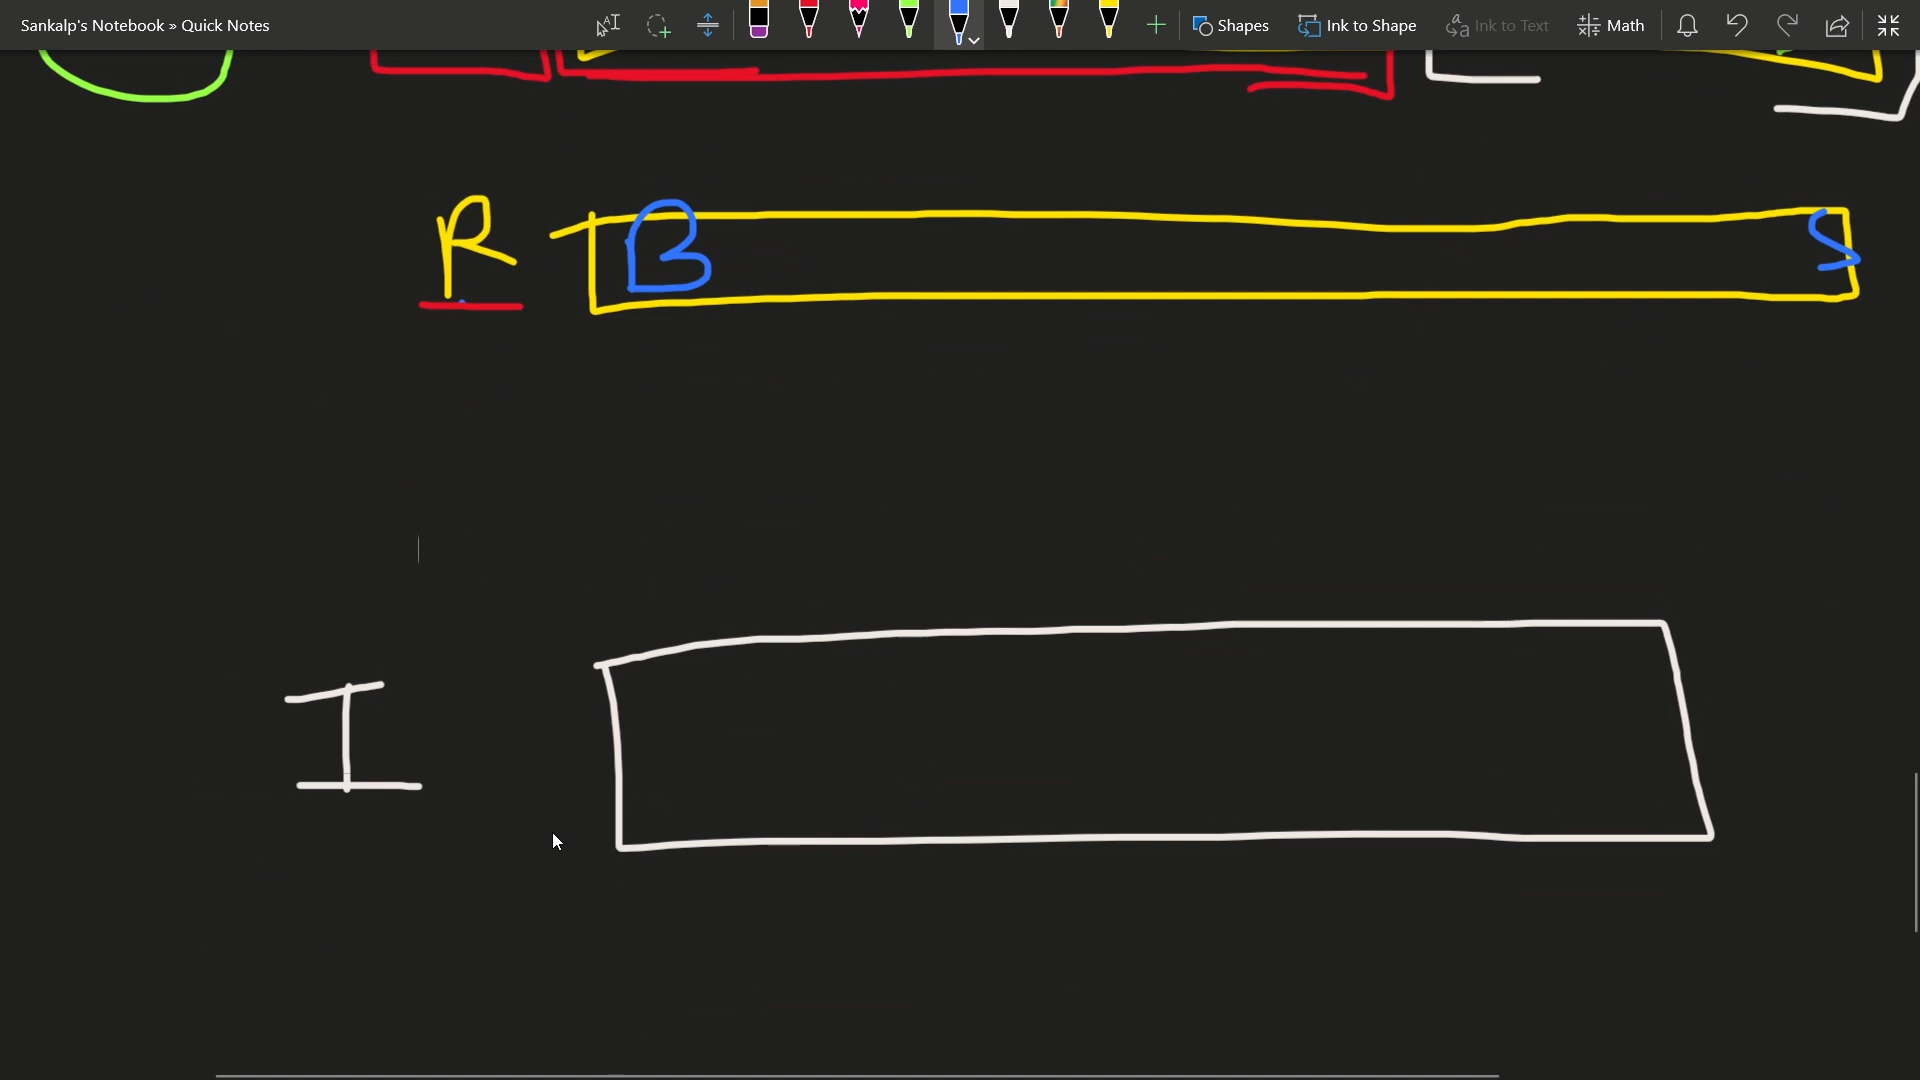 Sankalp's Notebook » Quick Notes
Shapes
Ink to Shape
Ink to Text
Math
R B S
I